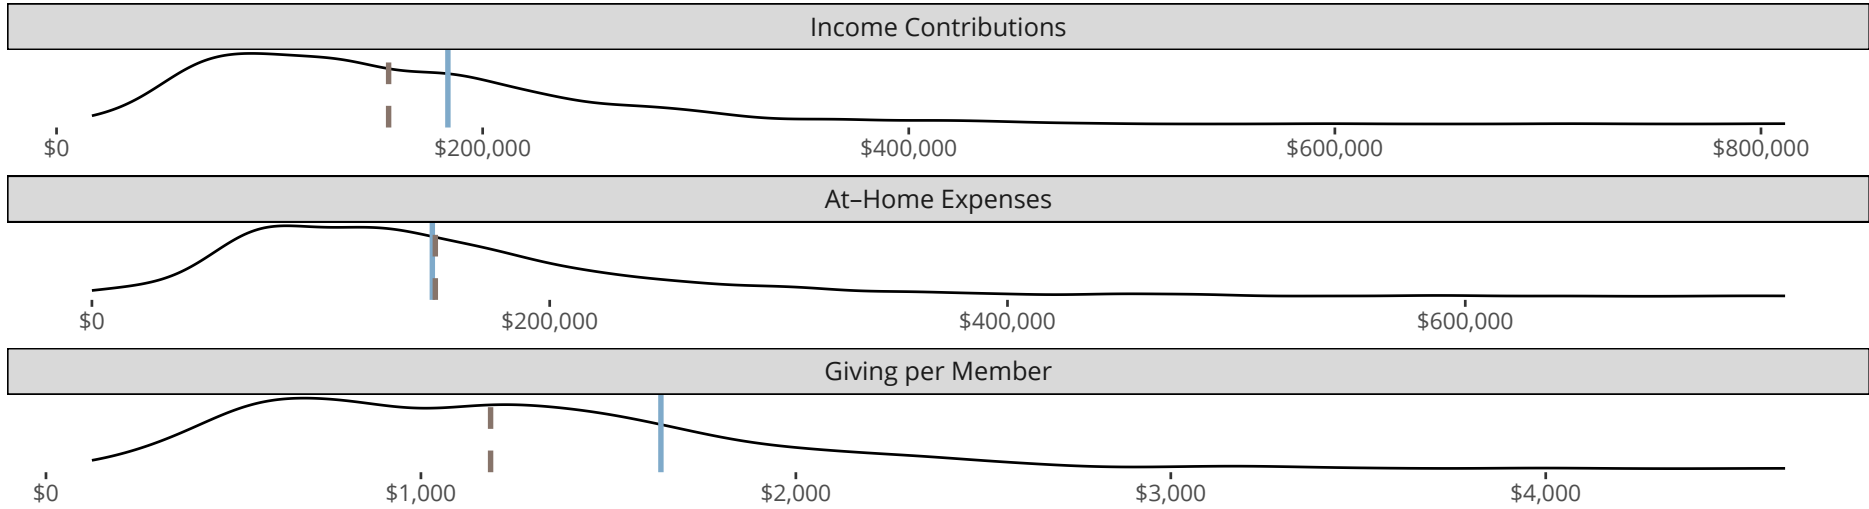 Income Contributions
$0 $200,000 $400,000 $600,000 $800,000
At–Home Expenses
$0 $200,000 $400,000 $600,000
Giving per Member
$0 $1,000 $2,000 $3,000 $4,000